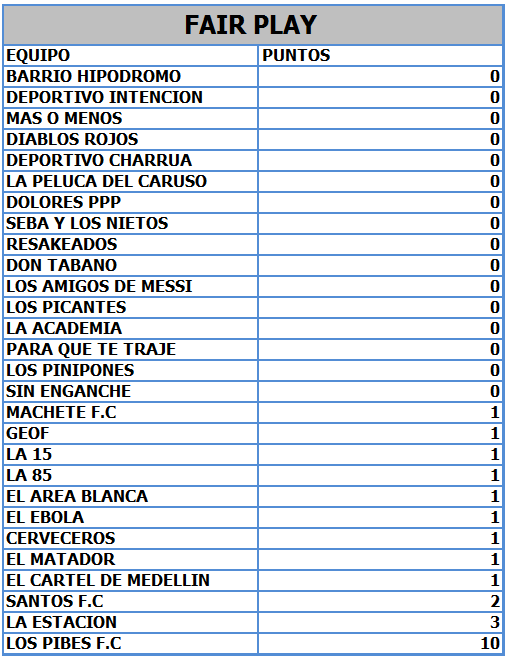 FAIR PLAY
EQUIPO PUNTOS
BARRIO HIPODROMO 0
DEPORTIVO INTENCION 0
MAS O MENOS 0
DIABLOS ROJOS 0
DEPORTIVO CHARRUA 0
LA PELUCA DEL CARUSO 0
DOLORES PPP 0
SEBA Y LOS NIETOS 0
RESAKEADOS 0
DON TABANO 0
LOS AMIGOS DE MESSI 0
LOS PICANTES 0
LA ACADEMIA 0
PARA QUE TE TRAJE 0
LOS PINIPONES 0
SIN ENGANCHE 0
MACHETE F.C 1
GEOF 1
LA 15 1
LA 85 1
EL AREA BLANCA 1
EL EBOLA 1
CERVECEROS 1
EL MATADOR 1
EL CARTEL DE MEDELLIN 1
SANTOS F.C 2
LA ESTACION 3
LOS PIBES F.C 10